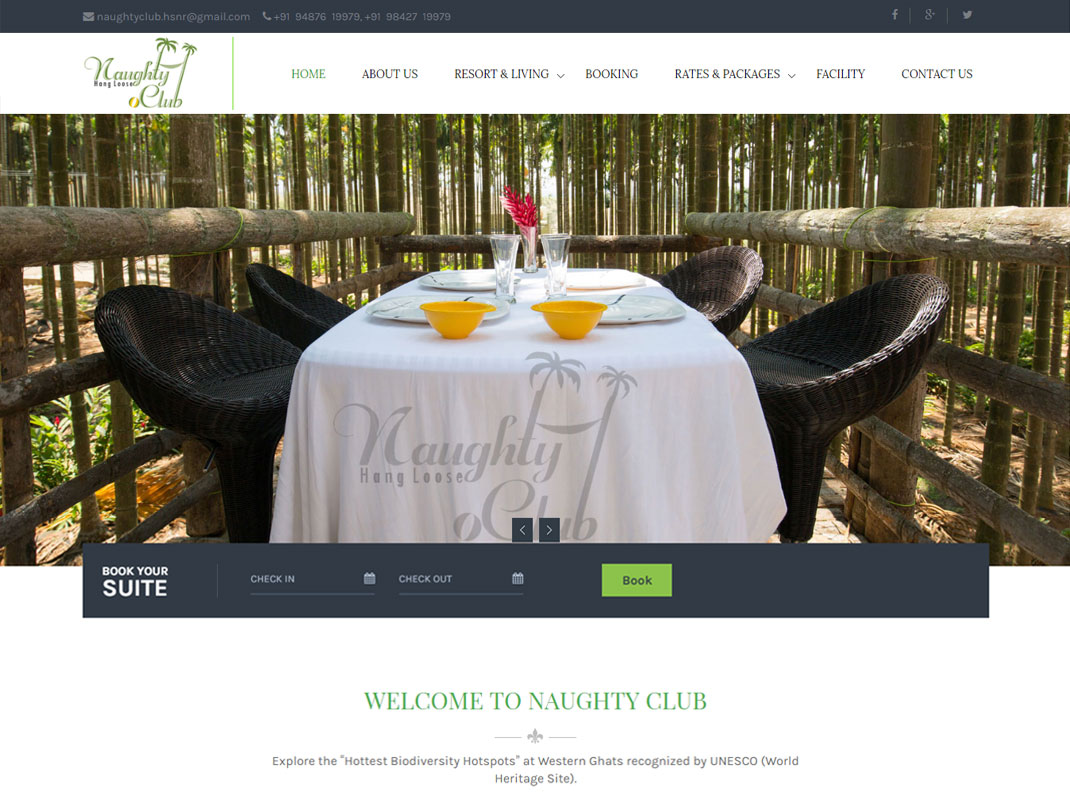 naughtyclub.hsnr@gmail.com +91 94876 19979, +91 98427 19979
Naughty
Hang Loose
Club
HOME ABOUT US RESORT & LIVING BOOKING RATES & PACKAGES FACILITY CONTACT US
Naughty
Hang Loose
Club
BOOK YOUR
SUITE
CHECK IN CHECK OUT Book
WELCOME TO NAUGHTY CLUB
Explore the "Hottest Biodiversity Hotspots" at Western Ghats recognized by UNESCO (World
Heritage Site).